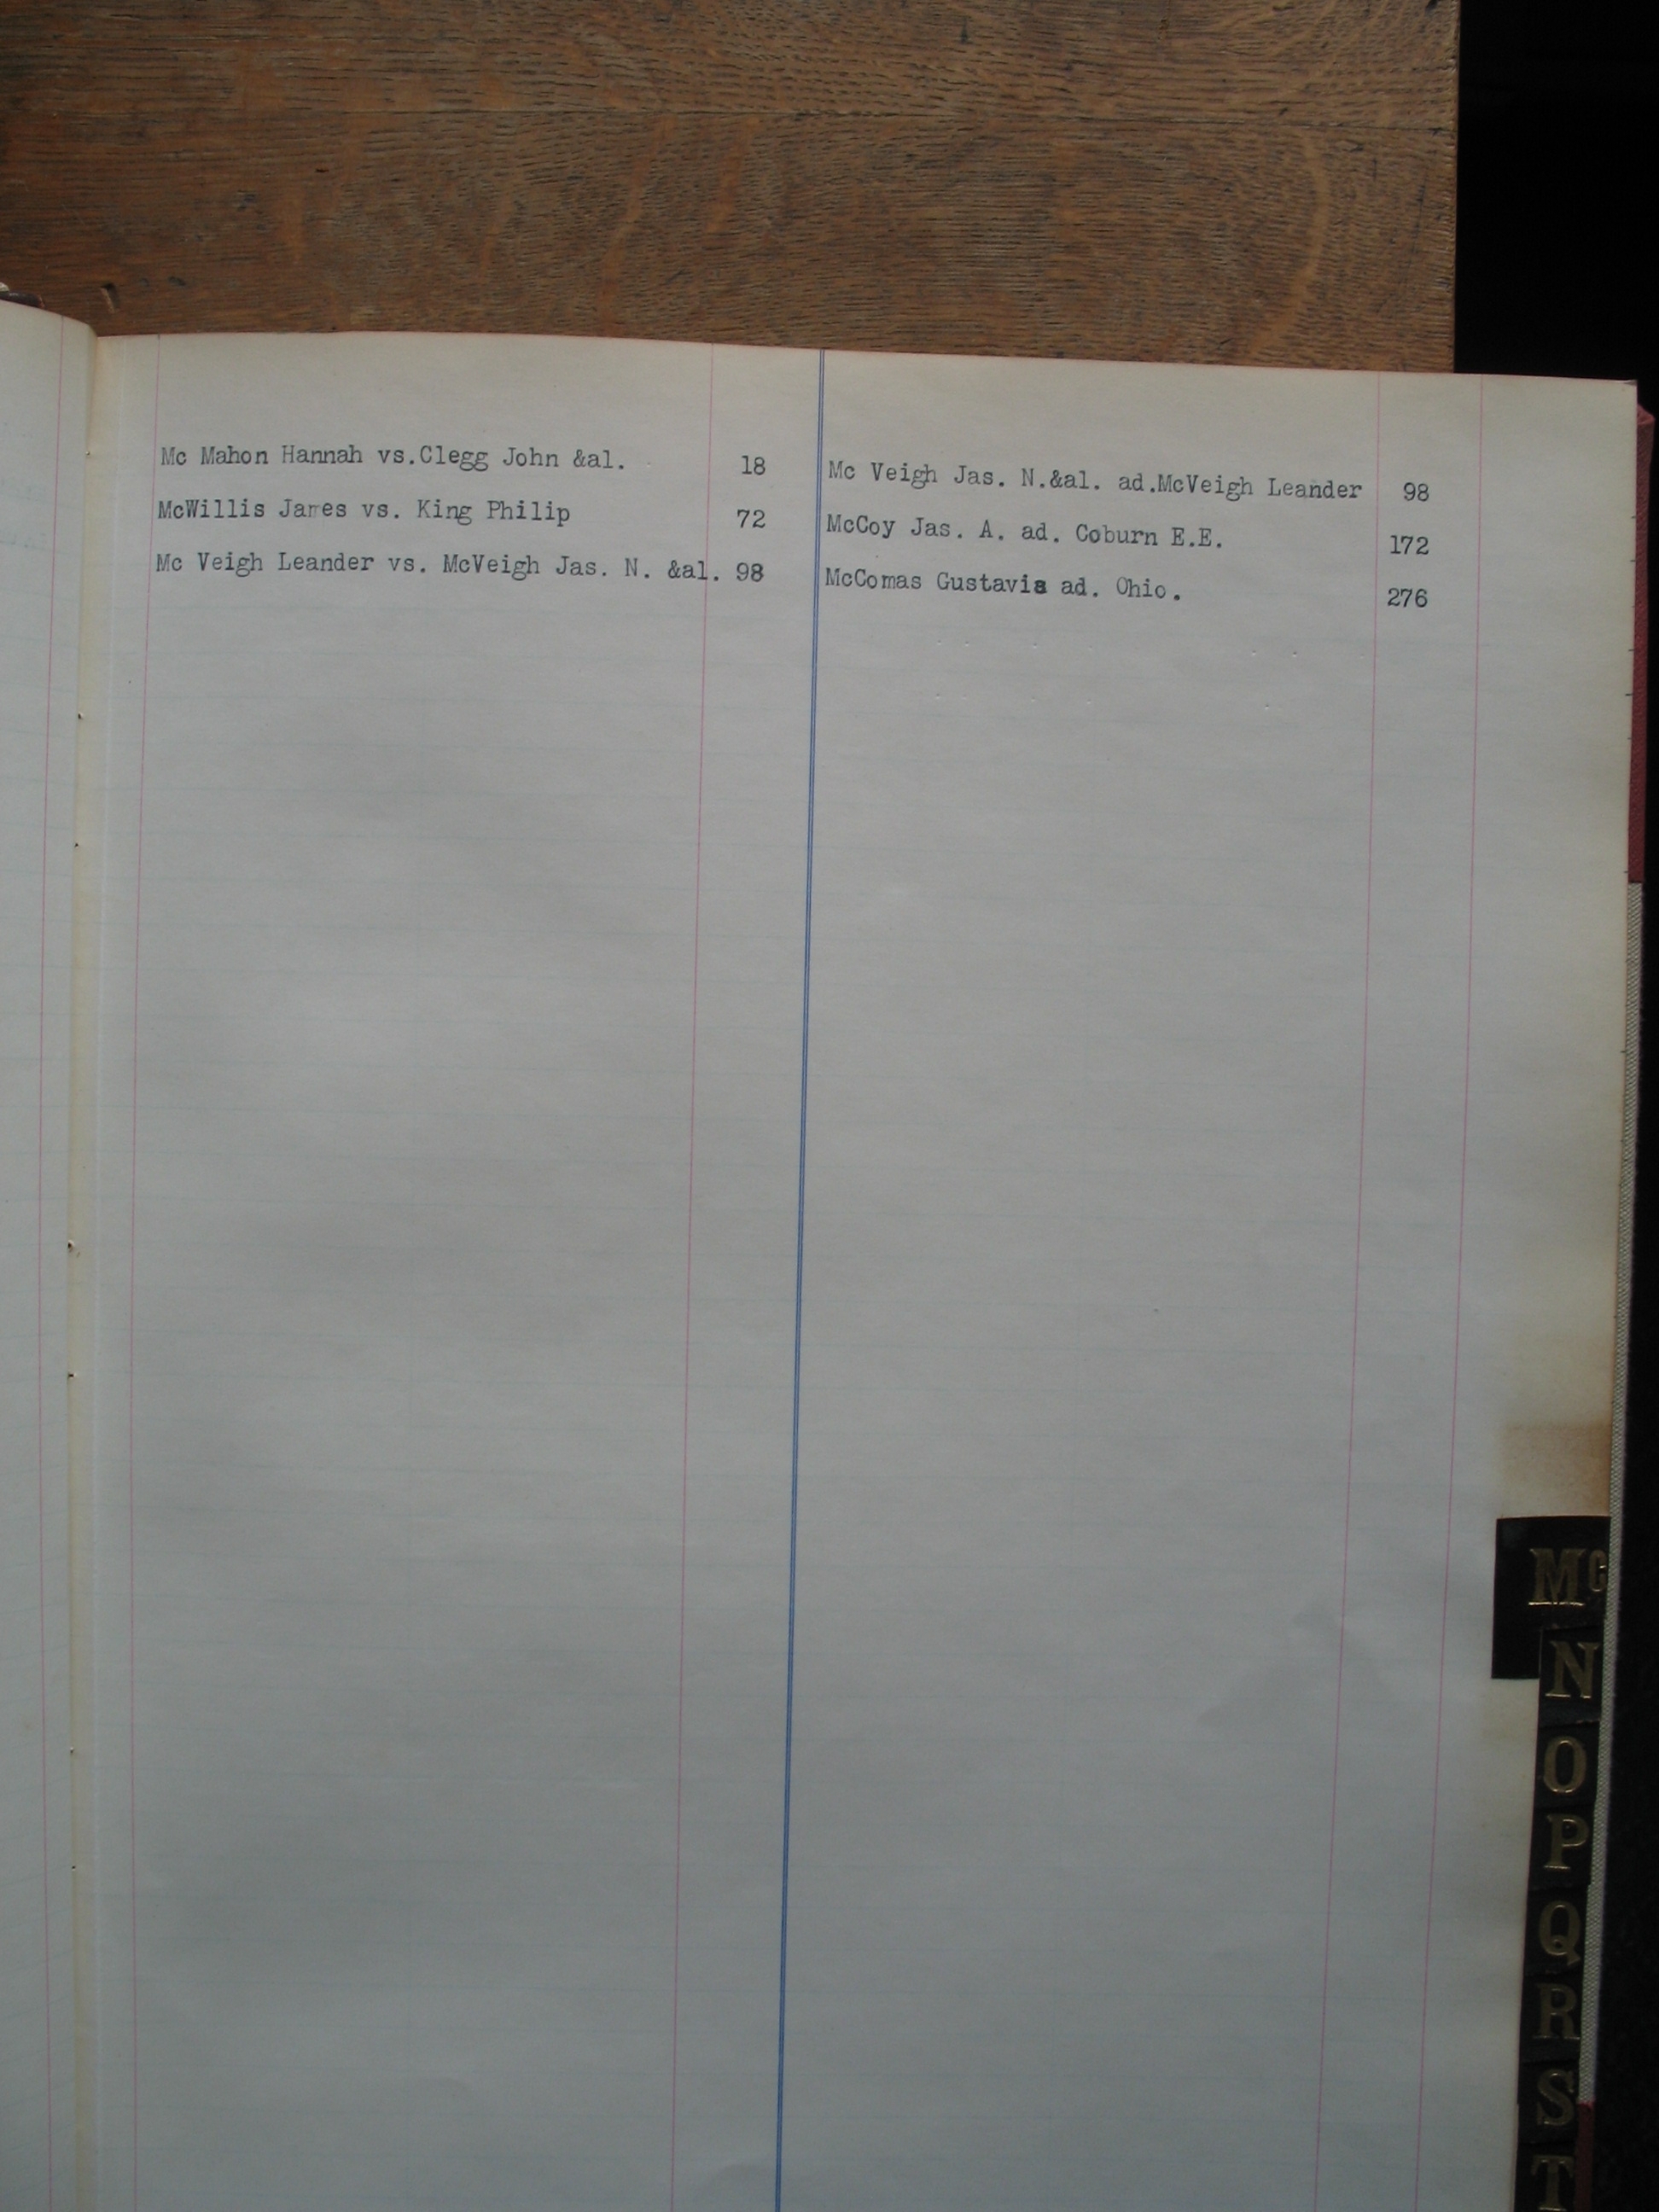 Mc Mahon Hannah vs.Clegg John &al. 18
McWillis James vs. King Philip 72
Mc Veigh Leander vs. McVeigh Jas. N. &al. 98
Mc Veigh Jas. N.&al. ad.McVeigh Leander 98
McCoy Jas. A. ad. Coburn E.E. 172
McComas Gustavis ad. Ohio. 276
Mc
N
O
P
Q
R
S
T